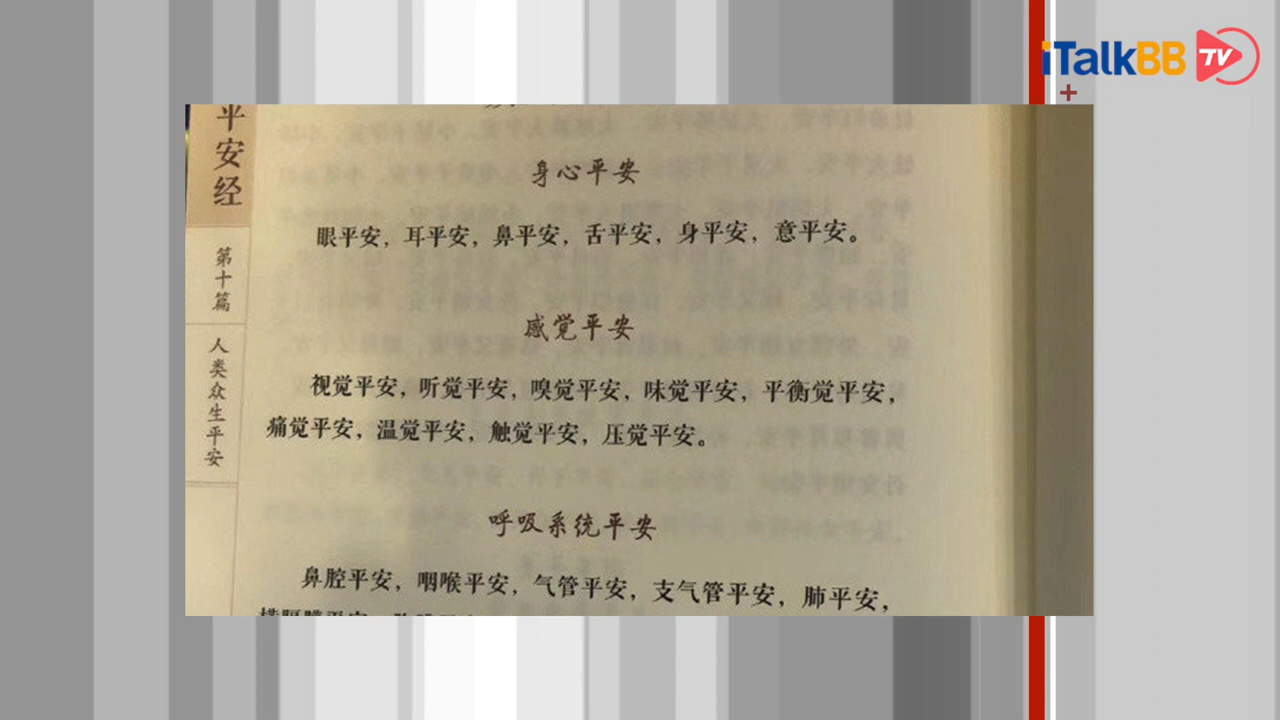 iTalkBB TV
平安经
第十篇
人类众生平安
身心平安
眼平安，耳平安，鼻平安，舌平安，身平安，意平安。
感觉平安
视觉平安，听觉平安，嗅觉平安，味觉平安，平衡觉平安，
痛觉平安，温觉平安，触觉平安，压觉平安。
呼吸系统平安
鼻腔平安，咽喉平安，气管平安，支气管平安，肺平安，